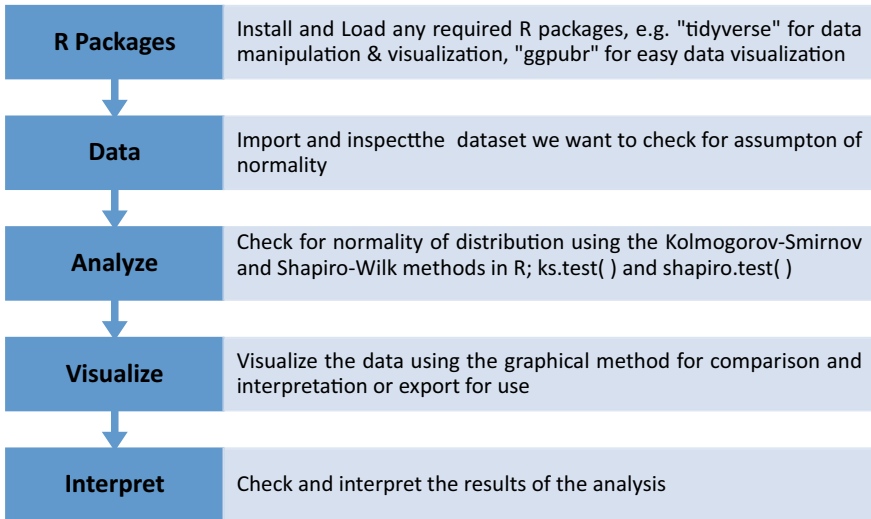 R Packages
Install and Load any required R packages, e.g. "tidyverse" for data
manipulation & visualization, "ggpubr" for easy data visualization
Data
Import and inspectthe dataset we want to check for assumpton of
normality
Analyze
Check for normality of distribution using the Kolmogorov-Smirnov
and Shapiro-Wilk methods in R; ks.test( ) and shapiro.test( )
Visualize
Visualize the data using the graphical method for comparison and
interpretation or export for use
Interpret
Check and interpret the results of the analysis